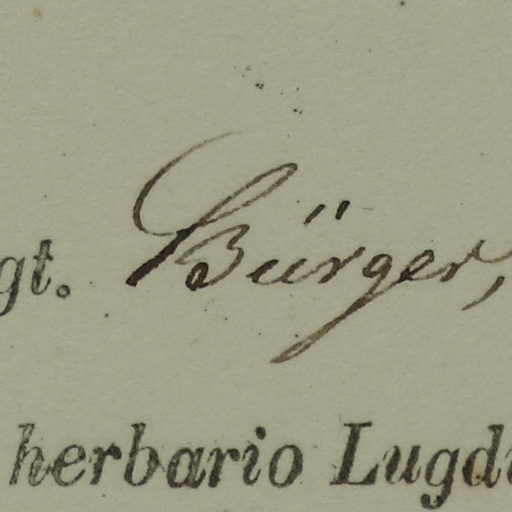 gt. Bürger,
herbario Lugd